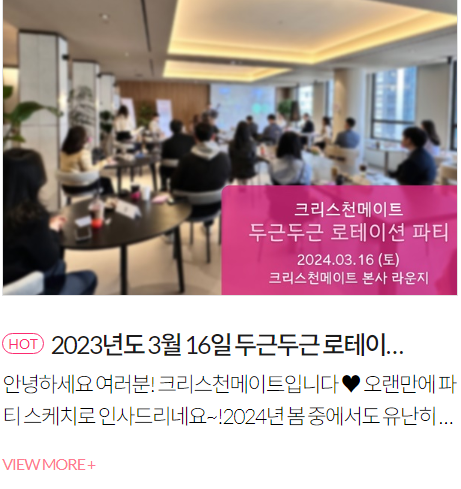 크리스천메이트
두근두근 로테이션 파티
2024.03.16 (토)
크리스천메이트 본사 라운지
HOT 2023년도 3월 16일 두근두근 로테이…
안녕하세요 여러분! 크리스천메이트입니다 ♥ 오랜만에 파
티 스케치로 인사드리네요~!2024년 봄 중에서도 유난히 …
VIEW MORE +